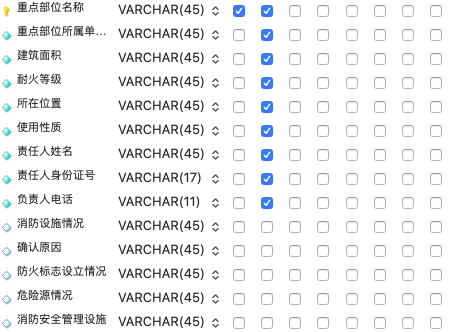 重点部位名称 VARCHAR(45)
重点部位所属单... VARCHAR(45)
建筑面积 VARCHAR(45)
耐火等级 VARCHAR(45)
所在位置 VARCHAR(45)
使用性质 VARCHAR(45)
责任人姓名 VARCHAR(45)
责任人身份证号 VARCHAR(17)
负责人电话 VARCHAR(11)
消防设施情况 VARCHAR(45)
确认原因 VARCHAR(45)
防火标志设立情况 VARCHAR(45)
危险源情况 VARCHAR(45)
消防安全管理设施 VARCHAR(45)